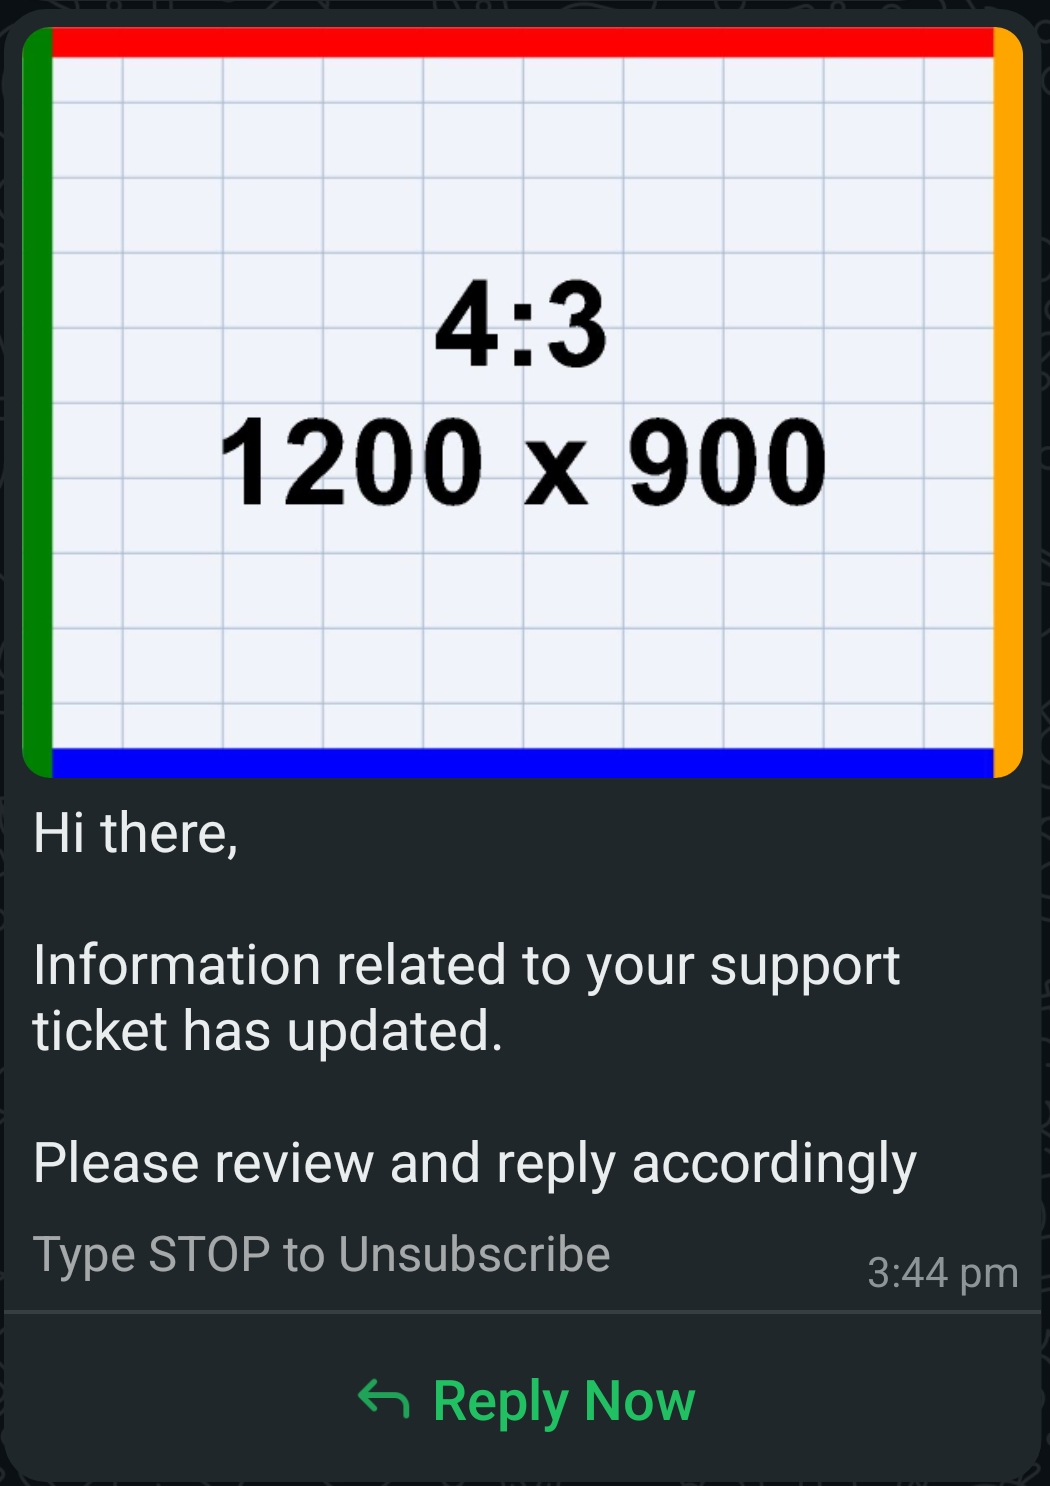 4:3
1200 x 900
Hi there,
Information related to your support
ticket has updated.
Please review and reply accordingly
Type STOP to Unsubscribe
3:44 pm
Reply Now